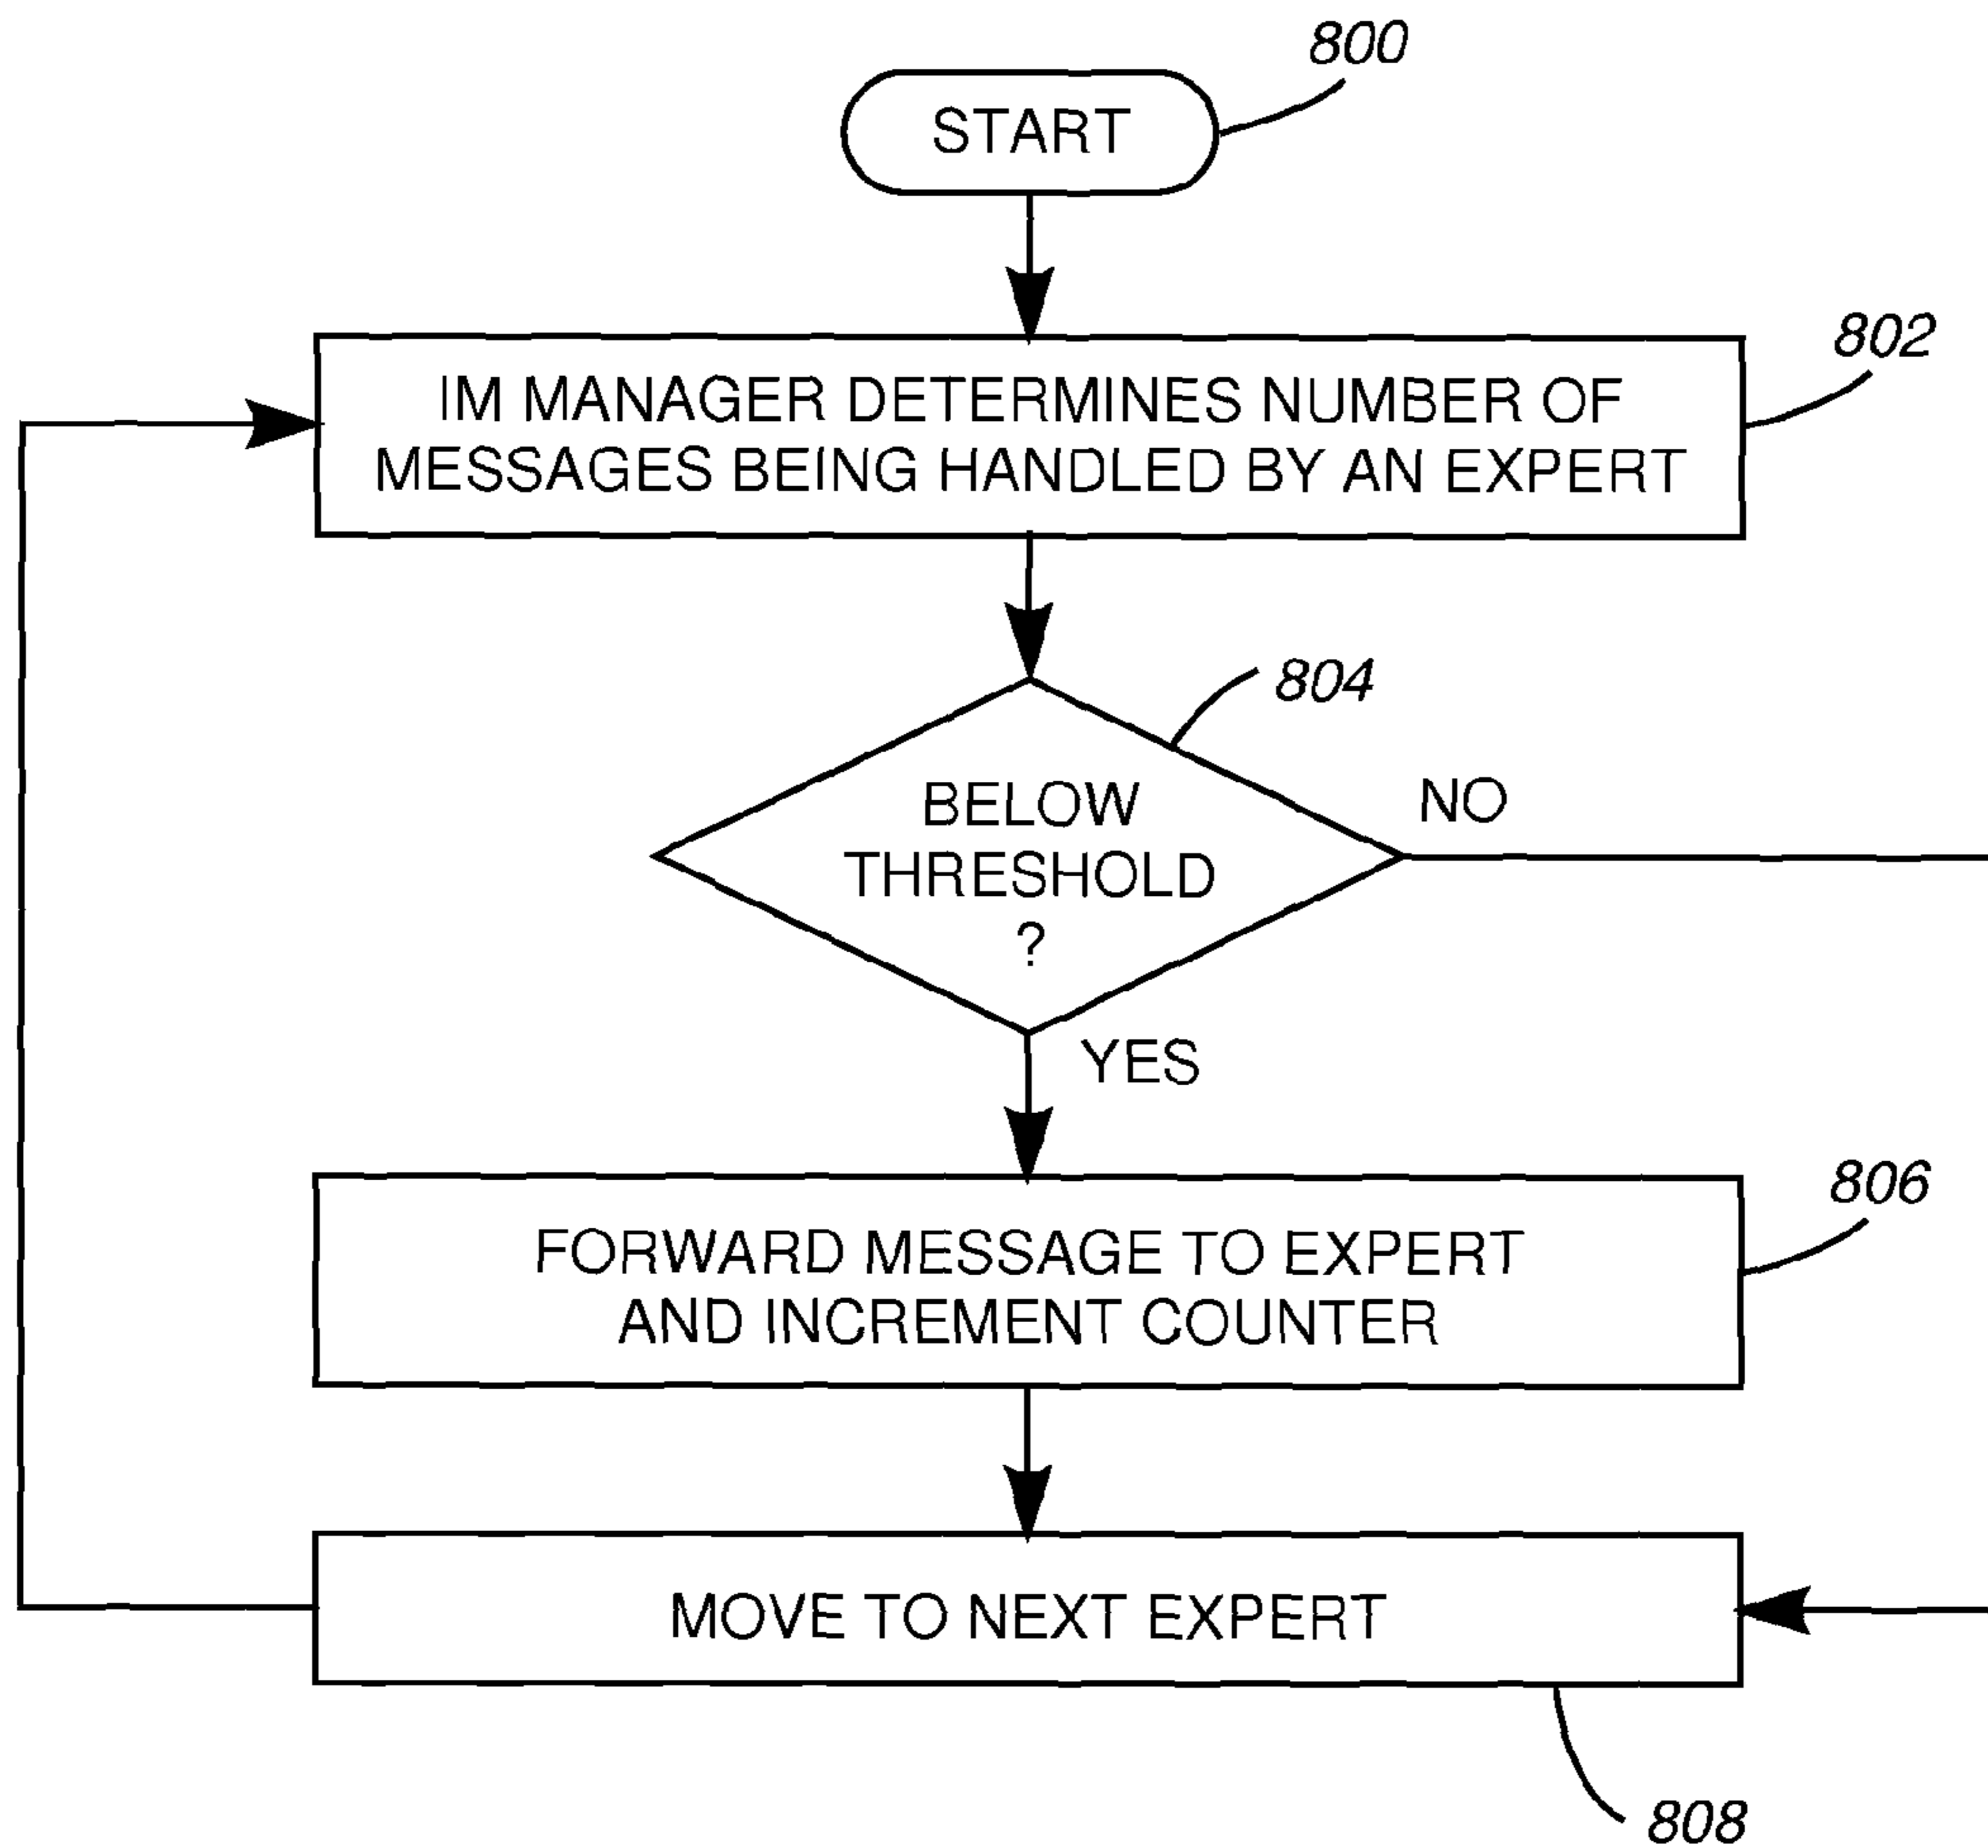 800
START
802
IM MANAGER DETERMINES NUMBER OF
MESSAGES BEING HANDLED BY AN EXPERT
804
BELOW
THRESHOLD
?
NO
YES
806
FORWARD MESSAGE TO EXPERT
AND INCREMENT COUNTER
MOVE TO NEXT EXPERT
808